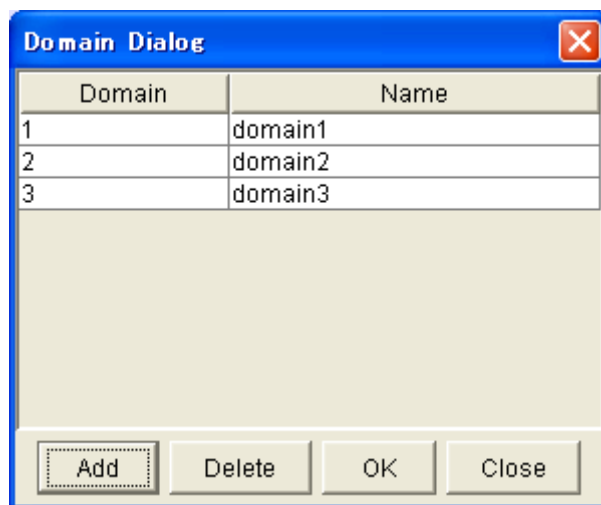 Domain Dialog
Domain Name
1 domain1
2 domain2
3 domain3
Add Delete OK Close